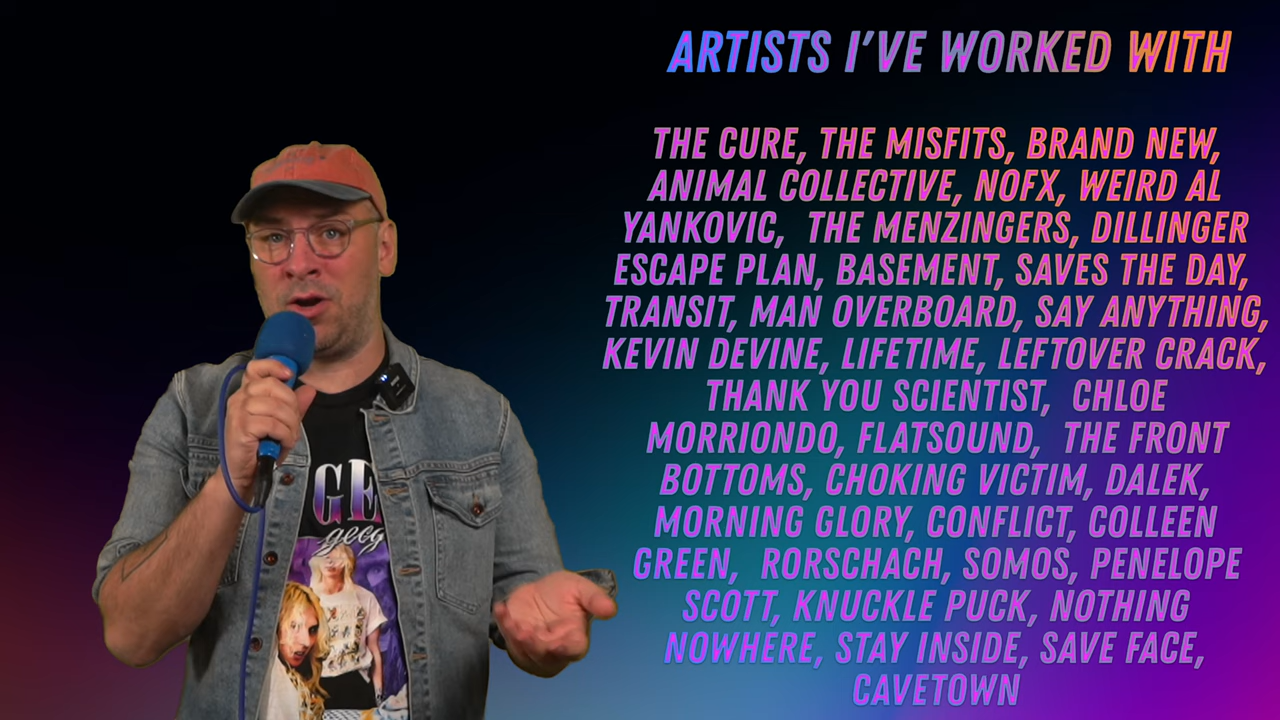 ARTISTS I'VE WORKED WITH
THE CURE, THE MISFITS, BRAND NEW,
ANIMAL COLLECTIVE, NOFX, WEIRD AL
YANKOVIC, THE MENZINGERS, DILLINGER
ESCAPE PLAN, BASEMENT, SAVES THE DAY,
TRANSIT, MAN OVERBOARD, SAY ANYTHING,
KEVIN DEVINE, LIFETIME, LEFTOVER CRACK,
THANK YOU SCIENTIST, CHLOE
MORRIONDO, FLATSOUND, THE FRONT
BOTTOMS, CHOKING VICTIM, DALEK,
MORNING GLORY, CONFLICT, COLLEEN
GREEN, RORSCHACH, SOMOS, PENELOPE
SCOTT, KNUCKLE PUCK, NOTHING
NOWHERE, STAY INSIDE, SAVE FACE,
CAVETOWN
GE
gecg